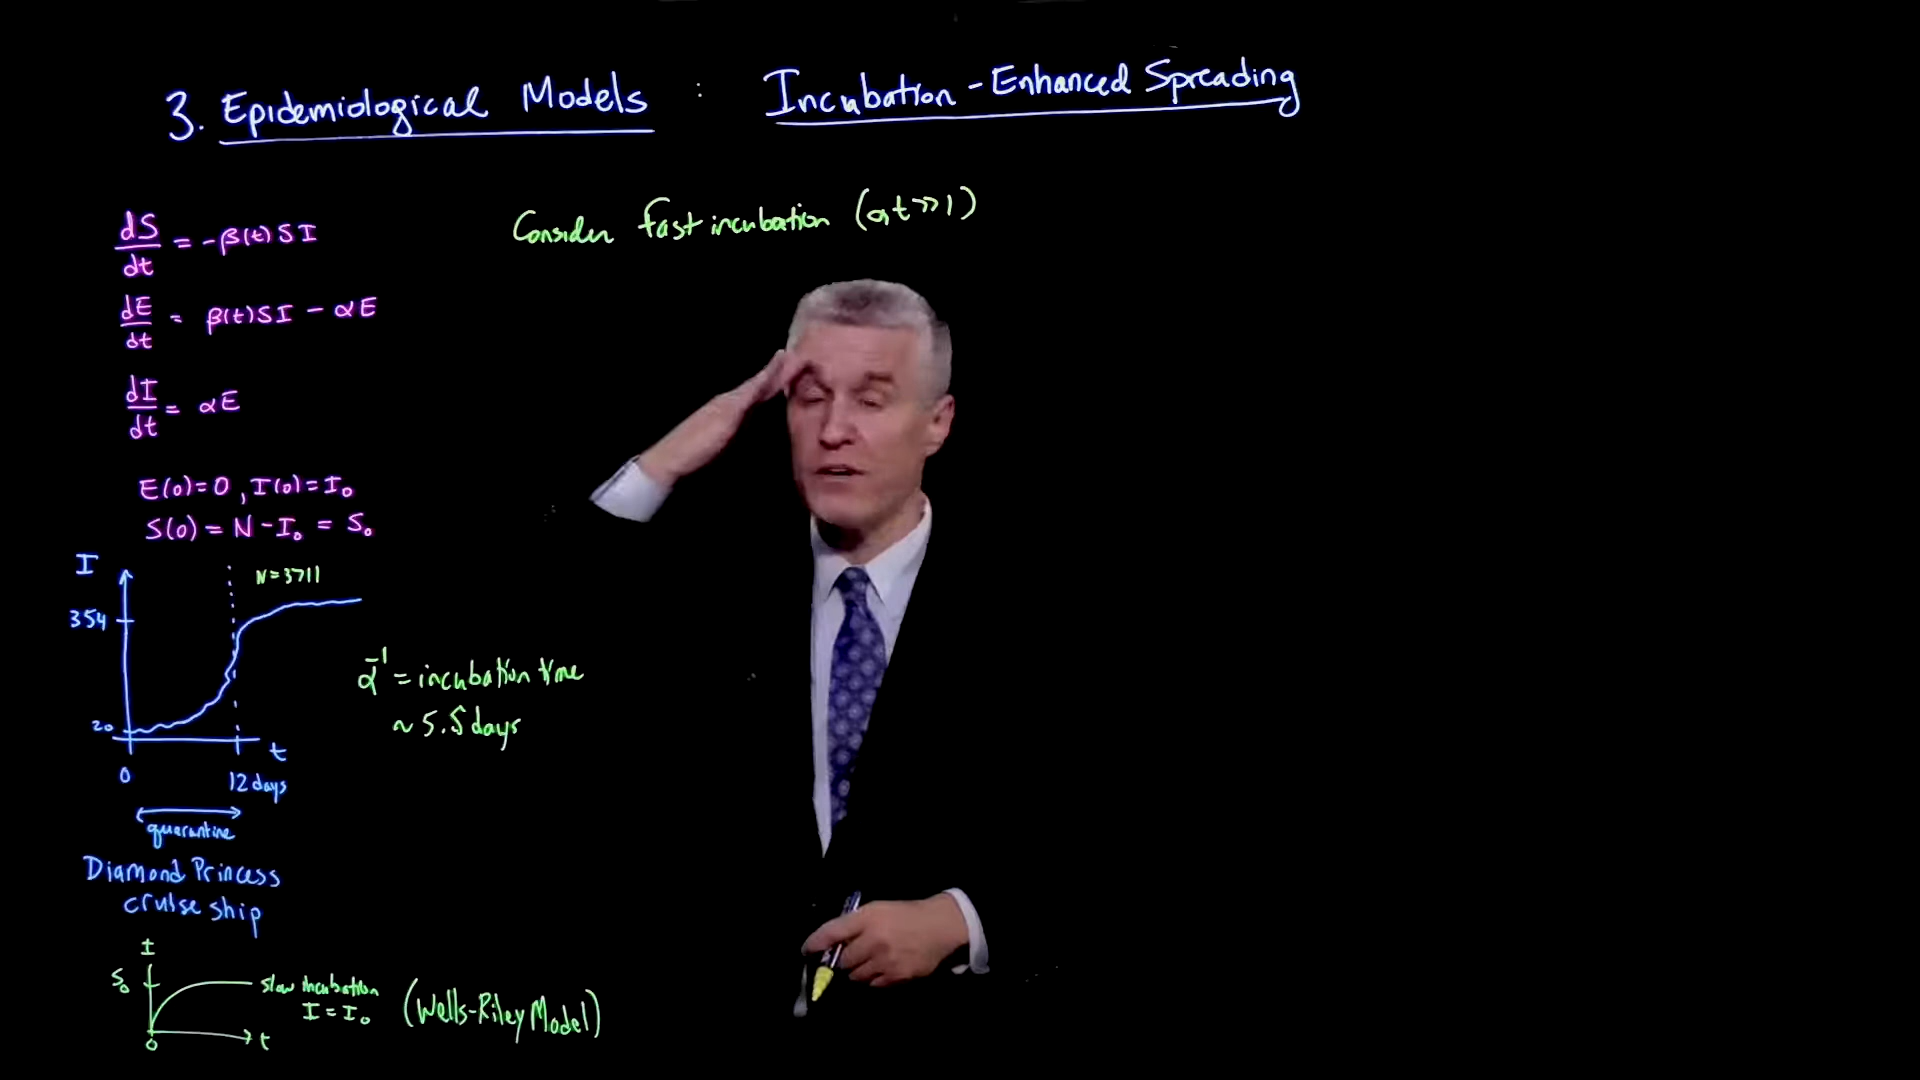 3. Epidemiological Models : Incubation-Enhanced Spreading
dS/dt = -β(t)SI
Consider fast incubation (αt>>1)
dE/dt = β(t)SI - αE
dI/dt = αE
E(0)=0, I(0)=I₀
S(0) = N-I₀ = S₀
I
N=3711
354
α⁻¹ = incubation time
~ 5.5 days
20
t
0
12 days
quarantine
Diamond Princess
cruise ship
I
S₀
slow incubation
I=I₀
(Wells-Riley Model)
0
t